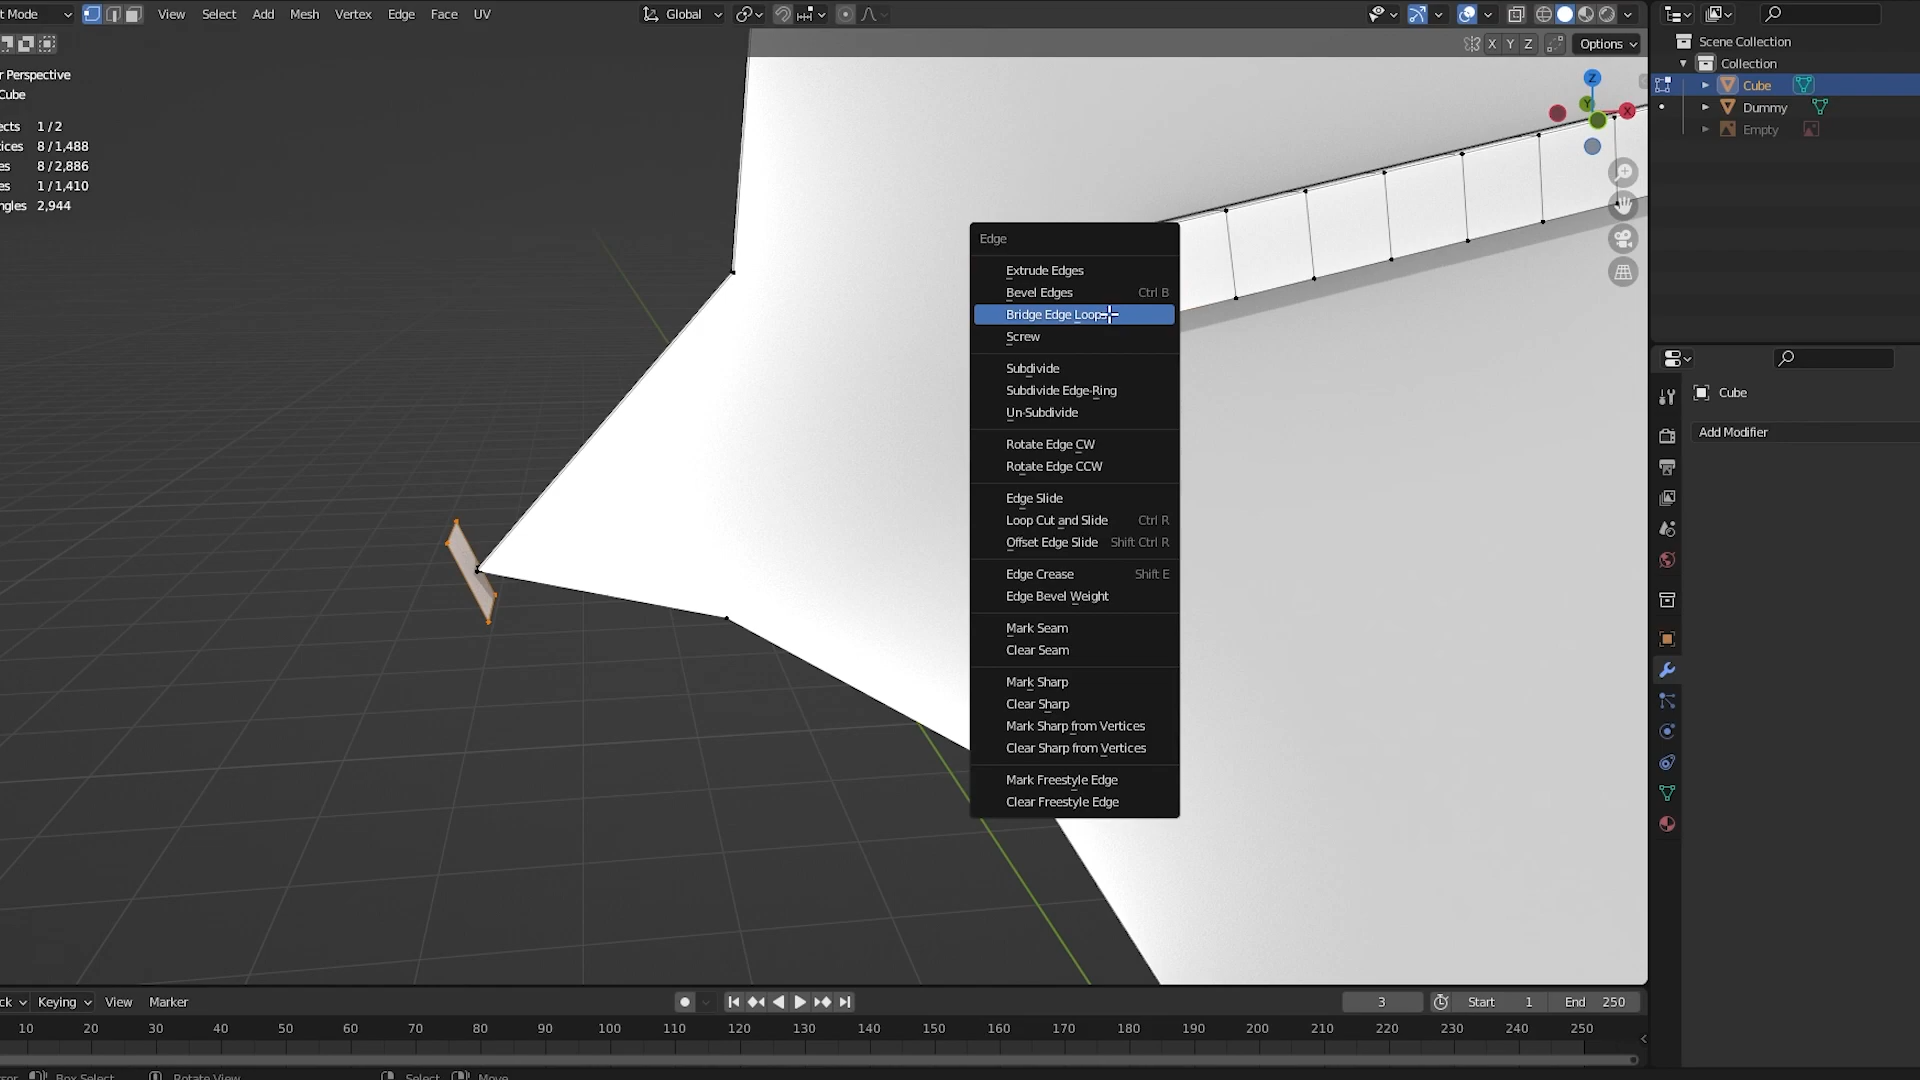 t Mode View Select Add Mesh Vertex Edge Face UV Global
X Y Z Options
r Perspective
Cube
ects 1/2
ices 8/1,488
es 8/2,886
es 1/1,410
ngles 2,944
Z
Y
X
Edge
Extrude Edges
Bevel Edges Ctrl B
Bridge Edge Loops
Screw
Subdivide
Subdivide Edge-Ring
Un-Subdivide
Rotate Edge CW
Rotate Edge CCW
Edge Slide
Loop Cut and Slide Ctrl R
Offset Edge Slide Shift Ctrl R
Edge Crease Shift E
Edge Bevel Weight
Mark Seam
Clear Seam
Mark Sharp
Clear Sharp
Mark Sharp from Vertices
Clear Sharp from Vertices
Mark Freestyle Edge
Clear Freestyle Edge
Scene Collection
Collection
Cube
Dummy
Empty
Cube
Add Modifier
ck Keying View Marker 3 Start 1 End 250
10 20 30 40 50 60 70 80 90 100 110 120 130 140 150 160 170 180 190 200 210 220 230 240 250
rsor Box Select Rotate View Select Move